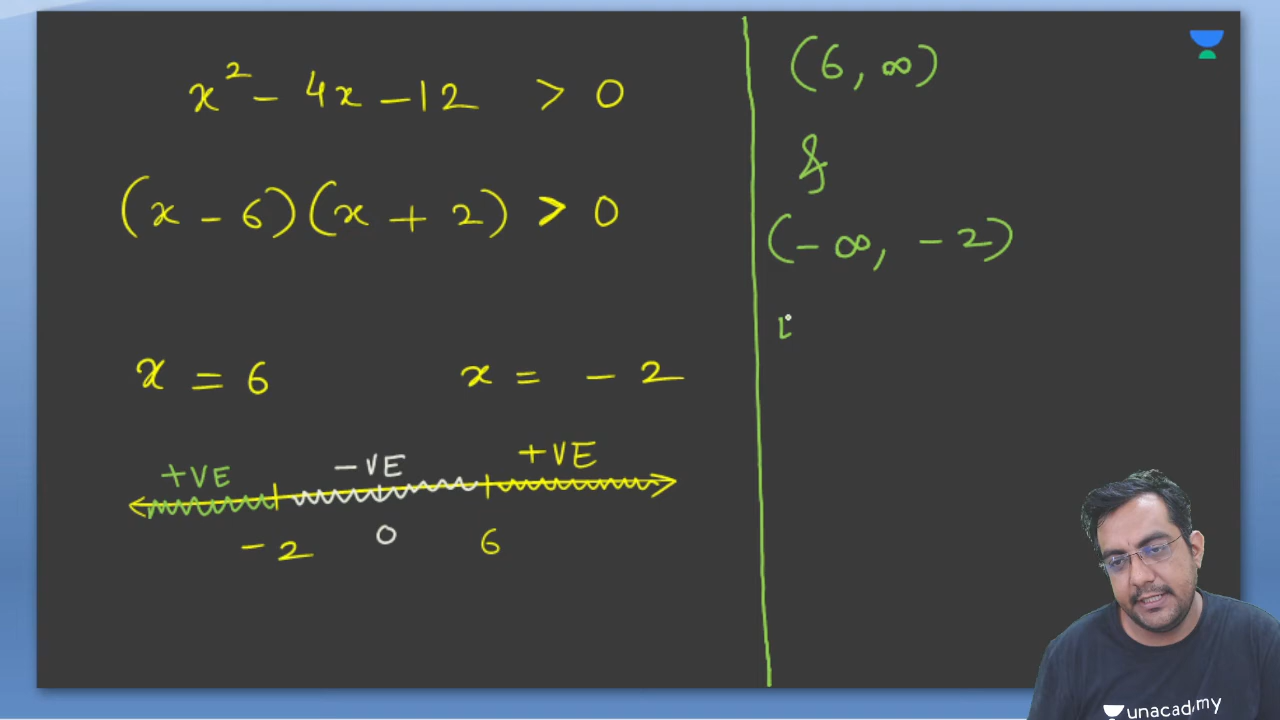 x² - 4x - 12 > 0
(x - 6)(x + 2) > 0
x = 6
x = - 2
+VE
-VE
+VE
- 2
0
6
(6, ∞)
&
(- ∞, - 2)
unacademy